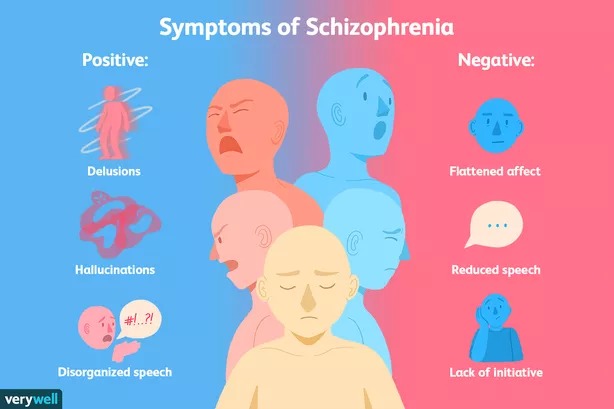 Symptoms of Schizophrenia
Positive:
Delusions
Hallucinations
#!..?!
Disorganized speech
Negative:
Flattened affect
...
Reduced speech
Lack of initiative
verywell